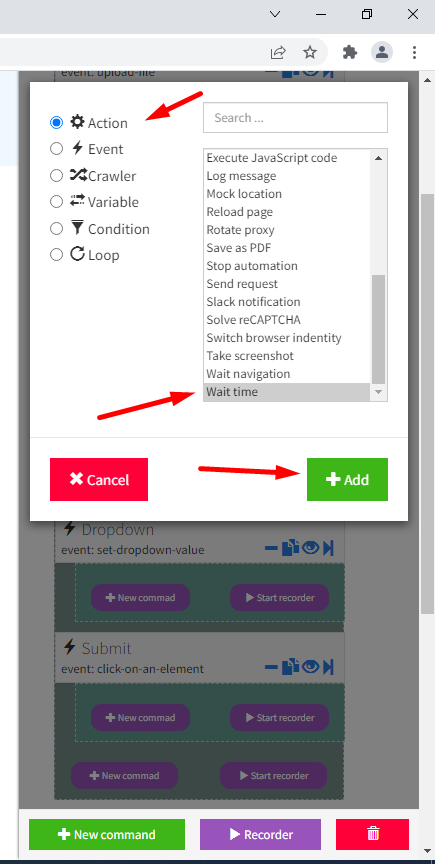 event: upload-file
Action
Event
Crawler
Variable
Condition
Loop
Search ...
Execute JavaScript code
Log message
Mock location
Reload page
Rotate proxy
Save as PDF
Stop automation
Send request
Slack notification
Solve reCAPTCHA
Switch browser indentity
Take screenshot
Wait navigation
Wait time
Cancel
Add
Dropdown
event: set-dropdown-value
New commad
Start recorder
Submit
event: click-on-an-element
New commad
Start recorder
New commad
Start recorder
New command
Recorder